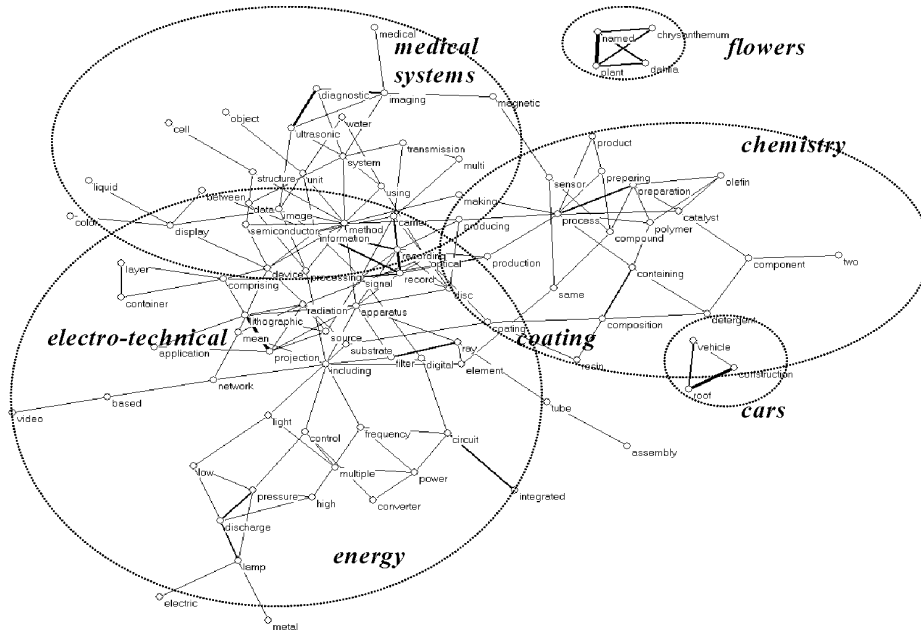 medical
medical
systems
named
chrysanthemum
flowers
plant
dahlia
diagnostic
imaging
magnetic
object
cell
ultrasonic
water
product
chemistry
system
transmission
multi
structure
unit
sensor
preparing
preparation
olefin
liquid
between
using
making
data
image
carrier
process
catalyst
color
display
semiconductor
method
producing
polymer
information
compound
recording
optical
production
layer
device
processing
record
containing
component
two
comprising
signal
disc
same
container
lithographic
radiation
apparatus
electro-technical
mean
source
coating
coating
composition
detergent
application
projection
substrate
ray
vehicle
including
filter
digital
element
resin
construction
network
roof
cars
video
based
tube
light
control
frequency
circuit
assembly
low
multiple
power
pressure
high
converter
integrated
discharge
energy
lamp
electric
metal